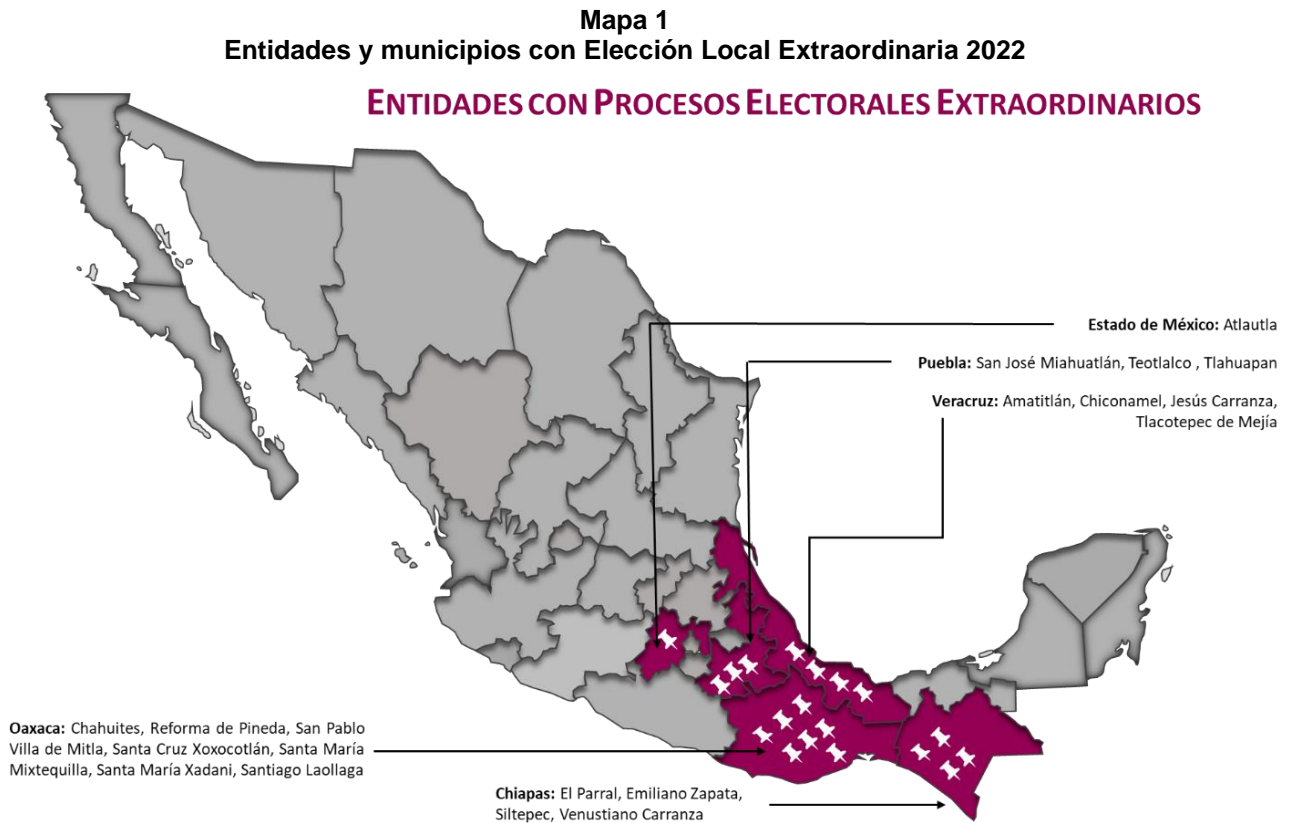 Mapa 1
Entidades y municipios con Elección Local Extraordinaria 2022
ENTIDADES CON PROCESOS ELECTORALES EXTRAORDINARIOS
Estado de México: Atlautla
Puebla: San José Miahuatlán, Teotlalco , Tlahuapan
Veracruz: Amatitlán, Chiconamel, Jesús Carranza,
Tlacotepec de Mejía
Oaxaca: Chahuites, Reforma de Pineda, San Pablo
Villa de Mitla, Santa Cruz Xoxocotlán, Santa María
Mixtequilla, Santa María Xadani, Santiago Laollaga
Chiapas: El Parral, Emiliano Zapata,
Siltepec, Venustiano Carranza